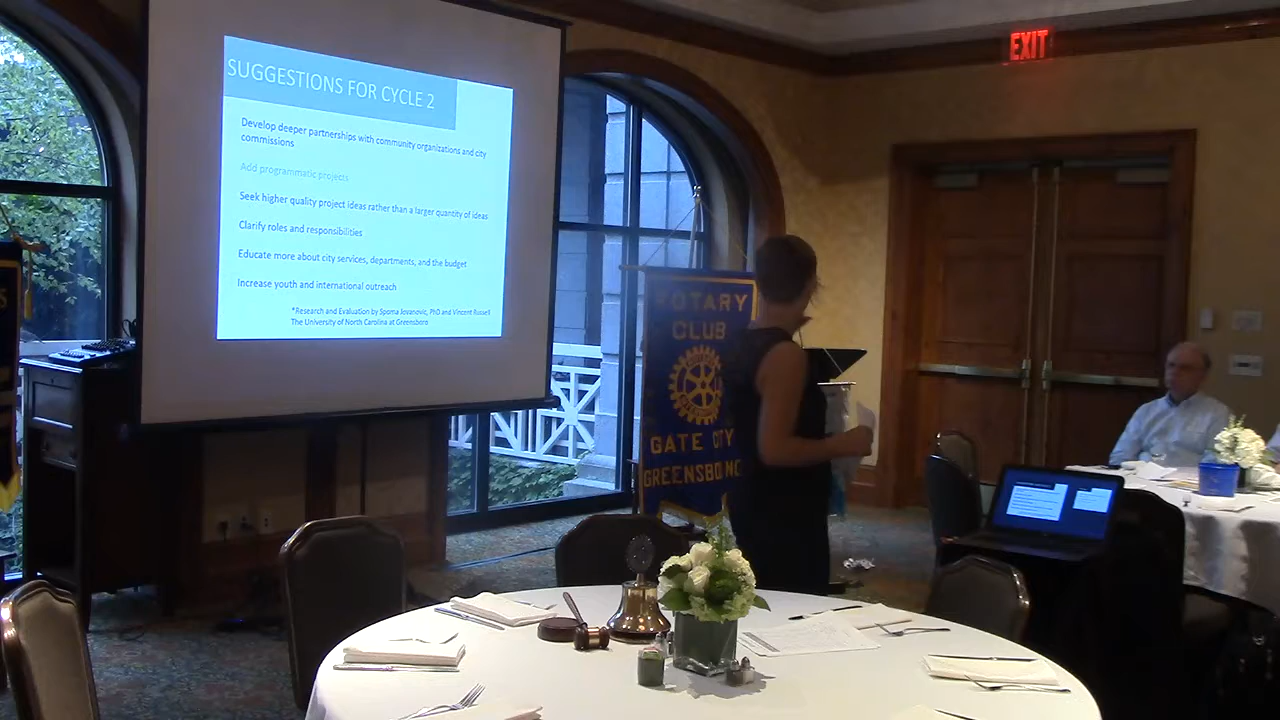 SUGGESTIONS FOR CYCLE 2
Develop deeper partnerships with community organizations and city
commissions
Add programmatic projects
Seek higher quality project ideas rather than a larger quantity of ideas
Clarify roles and responsibilities
Educate more about city services, departments, and the budget
Increase youth and international outreach
*Research and Evaluation by Spoma Jovanovic, PhD and Vincent Russell
The University of North Carolina at Greensboro
EXIT
ROTARY
CLUB
GATE CITY
GREENSBO NC